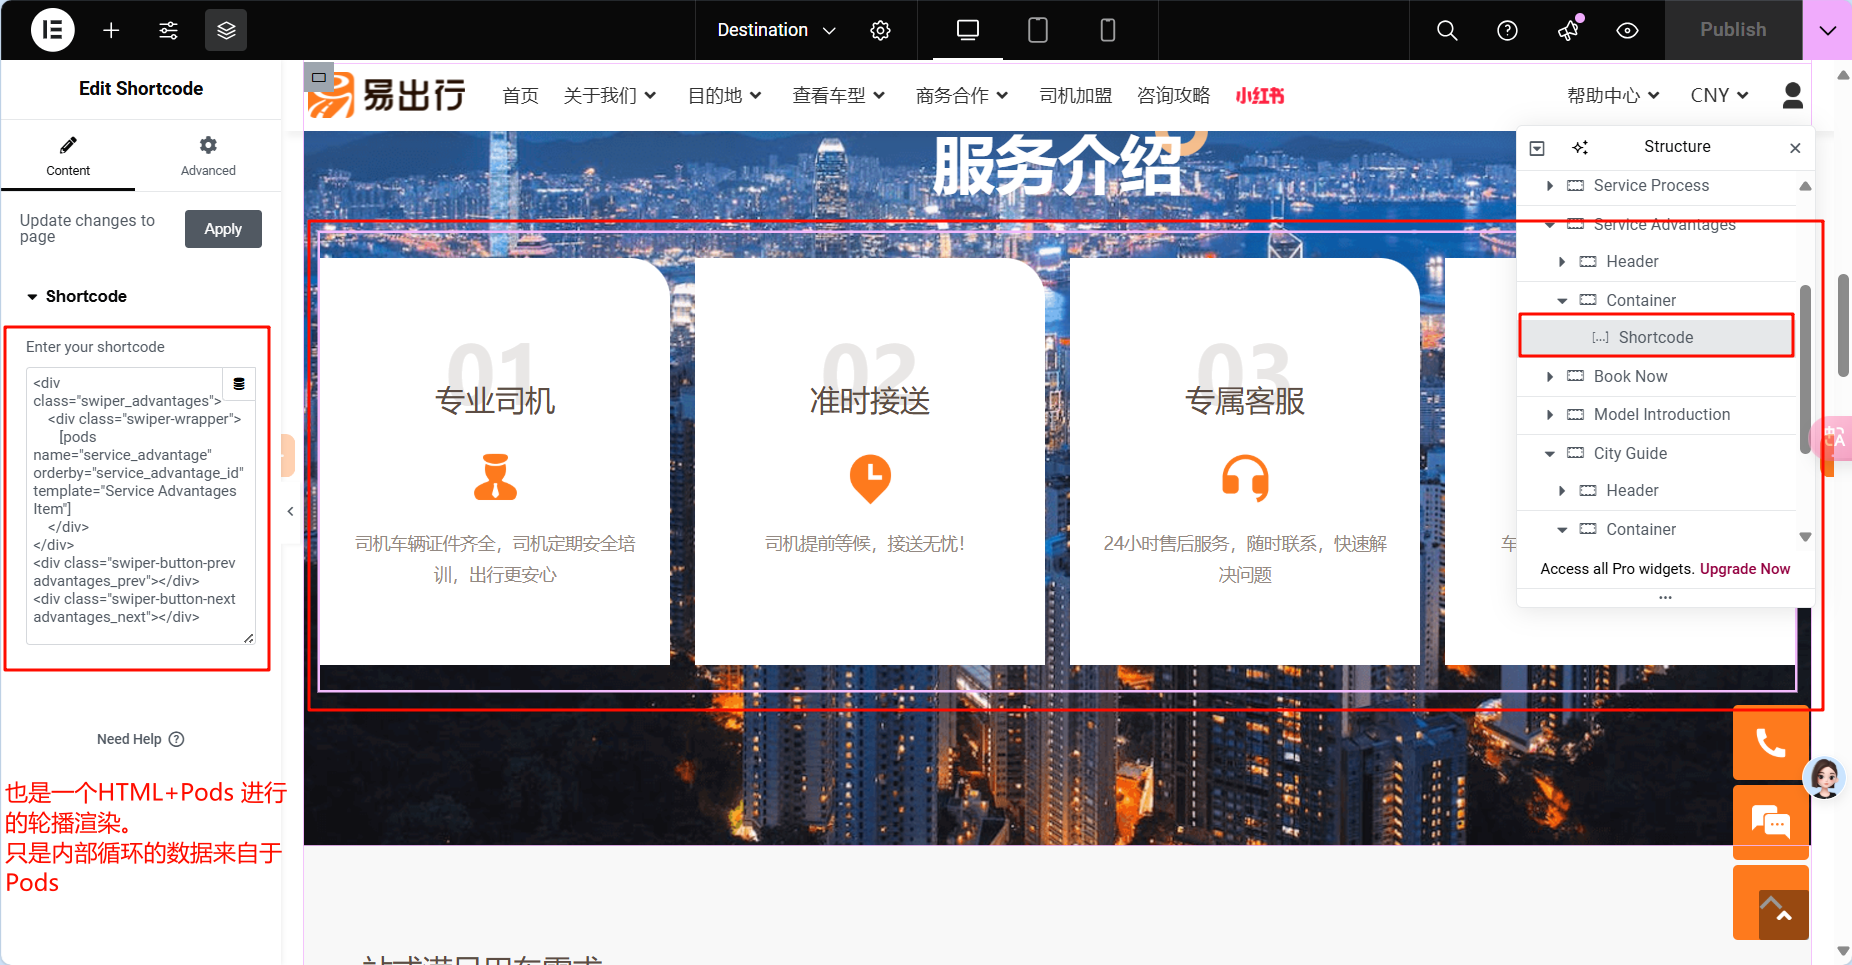 Destination
Publish
Edit Shortcode
Content
Advanced
Update changes to
page
Apply
Shortcode
Enter your shortcode
<div
class="swiper_advantages">
<div class="swiper-wrapper">
[pods
name="service_advantage"
orderby="service_advantage_id"
template="Service Advantages
Item"]
</div>
</div>
<div class="swiper-button-prev
advantages_prev"></div>
<div class="swiper-button-next
advantages_next"></div>
Need Help
也是一个HTML+Pods 进行
的轮播渲染。
只是内部循环的数据来自于
Pods
易出行
首页
关于我们
目的地
查看车型
商务合作
司机加盟
咨询攻略
小红书
帮助中心
CNY
服务介绍
01
专业司机
司机车辆证件齐全，司机定期安全培
训，出行更安心
02
准时接送
司机提前等候，接送无忧！
03
专属客服
24小时售后服务，随时联系，快速解
决问题
车
Structure
Service Process
Service Advantages
Header
Container
[...] Shortcode
Book Now
Model Introduction
City Guide
Header
Container
Access all Pro widgets. Upgrade Now